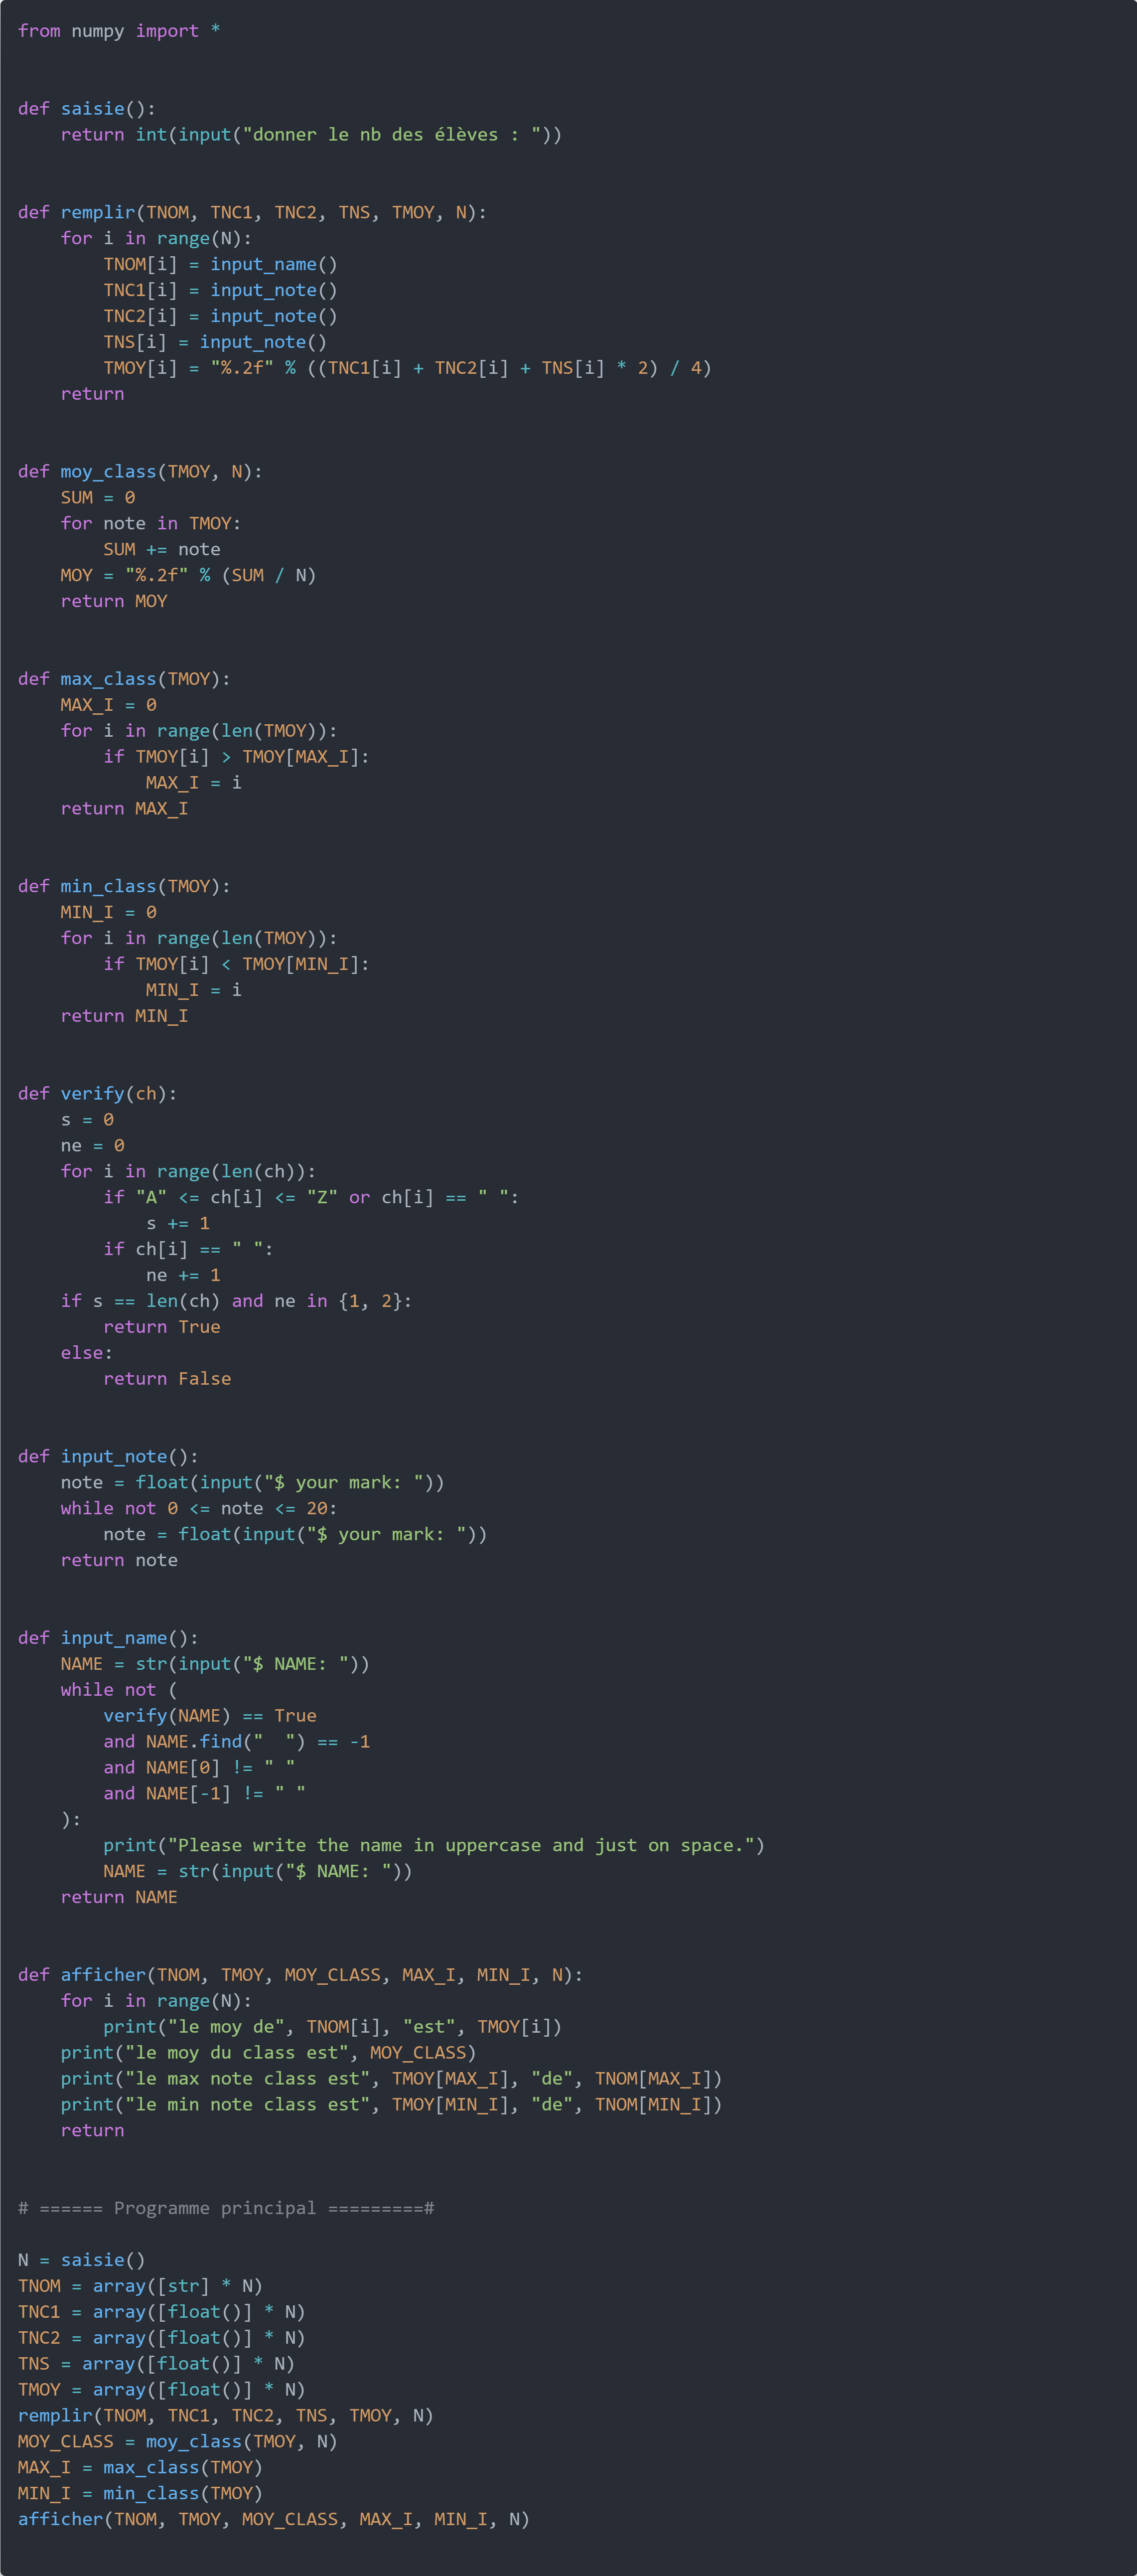 from numpy import *
def saisie():
    return int(input("donner le nb des élèves : "))
def remplir(TNOM, TNC1, TNC2, TNS, TMOY, N):
    for i in range(N):
        TNOM[i] = input_name()
        TNC1[i] = input_note()
        TNC2[i] = input_note()
        TNS[i] = input_note()
        TMOY[i] = "%.2f" % ((TNC1[i] + TNC2[i] + TNS[i] * 2) / 4)
    return
def moy_class(TMOY, N):
    SUM = 0
    for note in TMOY:
        SUM += note
    MOY = "%.2f" % (SUM / N)
    return MOY
def max_class(TMOY):
    MAX_I = 0
    for i in range(len(TMOY)):
        if TMOY[i] > TMOY[MAX_I]:
            MAX_I = i
    return MAX_I
def min_class(TMOY):
    MIN_I = 0
    for i in range(len(TMOY)):
        if TMOY[i] < TMOY[MIN_I]:
            MIN_I = i
    return MIN_I
def verify(ch):
    s = 0
    ne = 0
    for i in range(len(ch)):
        if "A" <= ch[i] <= "Z" or ch[i] == " ":
            s += 1
        if ch[i] == " ":
            ne += 1
    if s == len(ch) and ne in {1, 2}:
        return True
    else:
        return False
def input_note():
    note = float(input("$ your mark: "))
    while not 0 <= note <= 20:
        note = float(input("$ your mark: "))
    return note
def input_name():
    NAME = str(input("$ NAME: "))
    while not (
        verify(NAME) == True
        and NAME.find("  ") == -1
        and NAME[0] != " "
        and NAME[-1] != " "
    ):
        print("Please write the name in uppercase and just on space.")
        NAME = str(input("$ NAME: "))
    return NAME
def afficher(TNOM, TMOY, MOY_CLASS, MAX_I, MIN_I, N):
    for i in range(N):
        print("le moy de", TNOM[i], "est", TMOY[i])
    print("le moy du class est", MOY_CLASS)
    print("le max note class est", TMOY[MAX_I], "de", TNOM[MAX_I])
    print("le min note class est", TMOY[MIN_I], "de", TNOM[MIN_I])
    return
# ====== Programme principal =========#
N = saisie()
TNOM = array([str] * N)
TNC1 = array([float()] * N)
TNC2 = array([float()] * N)
TNS = array([float()] * N)
TMOY = array([float()] * N)
remplir(TNOM, TNC1, TNC2, TNS, TMOY, N)
MOY_CLASS = moy_class(TMOY, N)
MAX_I = max_class(TMOY)
MIN_I = min_class(TMOY)
afficher(TNOM, TMOY, MOY_CLASS, MAX_I, MIN_I, N)